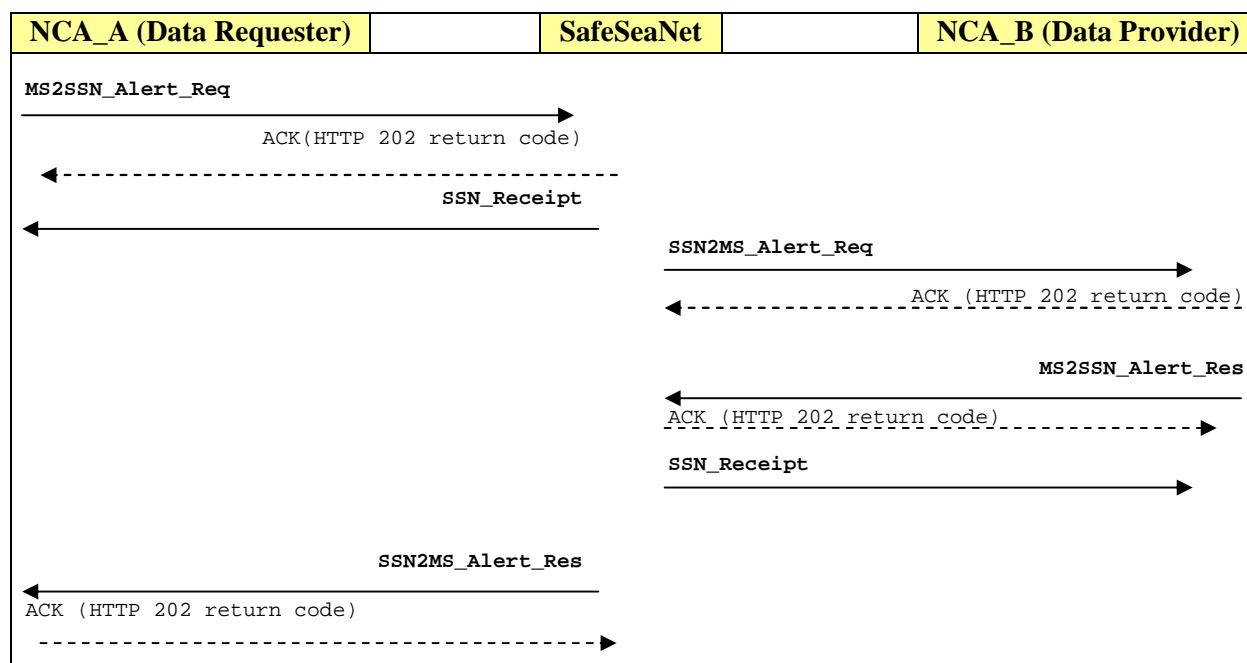 NCA_A (Data Requester) SafeSeaNet NCA_B (Data Provider)
MS2SSN_Alert_Req
ACK(HTTP 202 return code)
SSN_Receipt
SSN2MS_Alert_Req
ACK (HTTP 202 return code)
MS2SSN_Alert_Res
ACK (HTTP 202 return code)
SSN_Receipt
SSN2MS_Alert_Res
ACK (HTTP 202 return code)